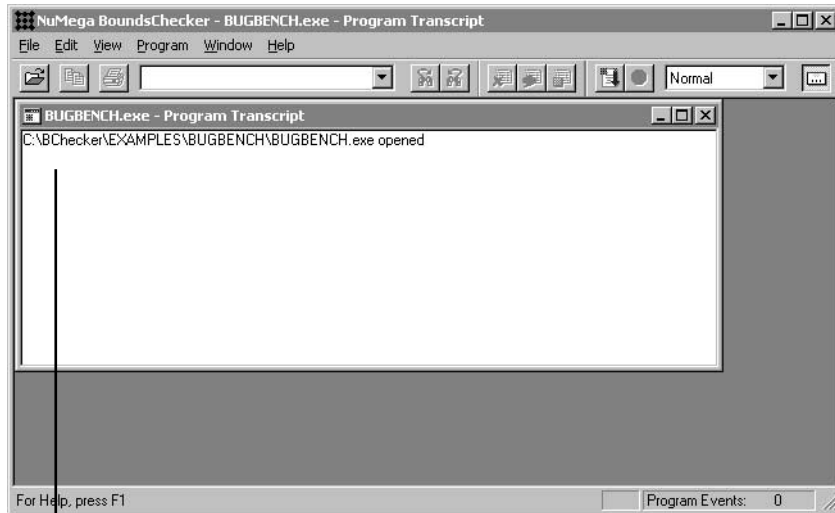 NuMega BoundsChecker - BUGBENCH.exe - Program Transcript
File Edit View Program Window Help
Normal
BUGBENCH.exe - Program Transcript
C:\BChecker\EXAMPLES\BUGBENCH\BUGBENCH.exe opened
For Help, press F1
Program Events: 0